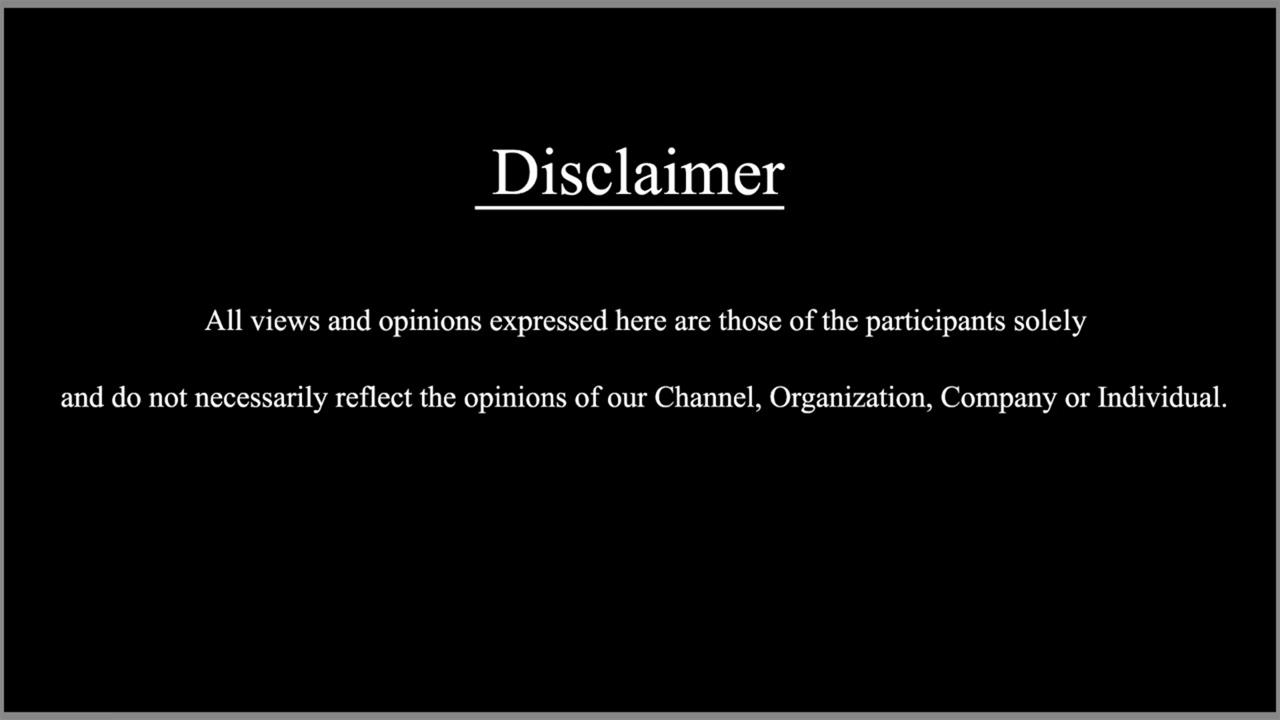 Disclaimer
All views and opinions expressed here are those of the participants solely
and do not necessarily reflect the opinions of our Channel, Organization, Company or Individual.